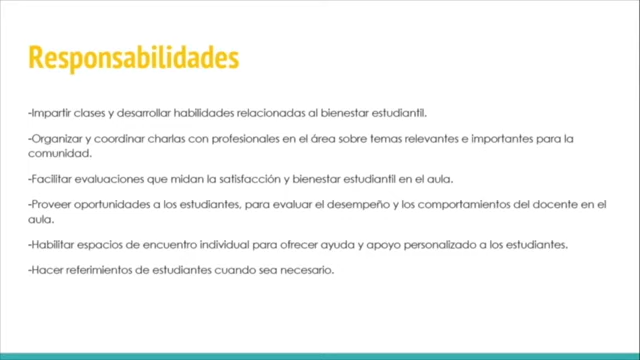 Responsabilidades
-Impartir clases y desarrollar habilidades relacionadas al bienestar estudiantil.
-Organizar y coordinar charlas con profesionales en el área sobre temas relevantes e importantes para la
comunidad.
-Facilitar evaluaciones que midan la satisfacción y bienestar estudiantil en el aula.
-Proveer oportunidades a los estudiantes, para evaluar el desempeño y los comportamientos del docente en el
aula.
-Habilitar espacios de encuentro individual para ofrecer ayuda y apoyo personalizado a los estudiantes.
-Hacer referimientos de estudiantes cuando sea necesario.